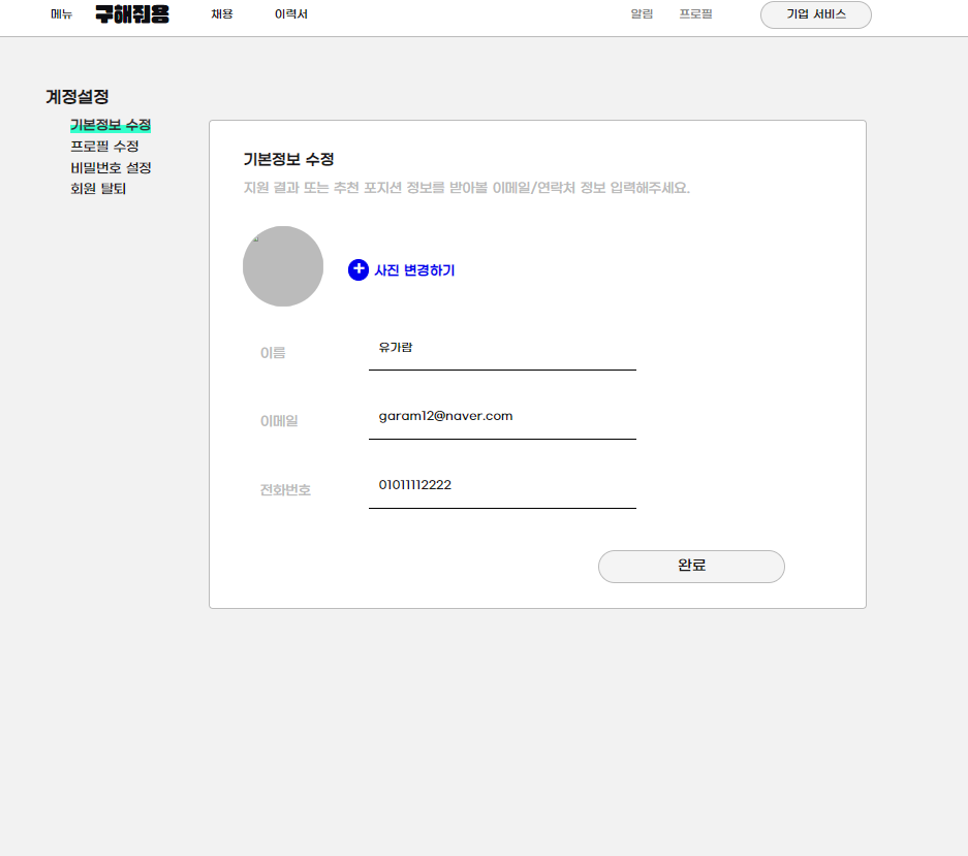 메뉴 구해줘용 채용 이력서 알림 프로필 기업 서비스
계정설정
기본정보 수정
프로필 수정
비밀번호 설정
회원 탈퇴
기본정보 수정
지원 결과 또는 추천 포지션 정보를 받아볼 이메일/연락처 정보 입력해주세요.
사진 변경하기
이름 유가람
이메일 garam12@naver.com
전화번호 01011112222
완료